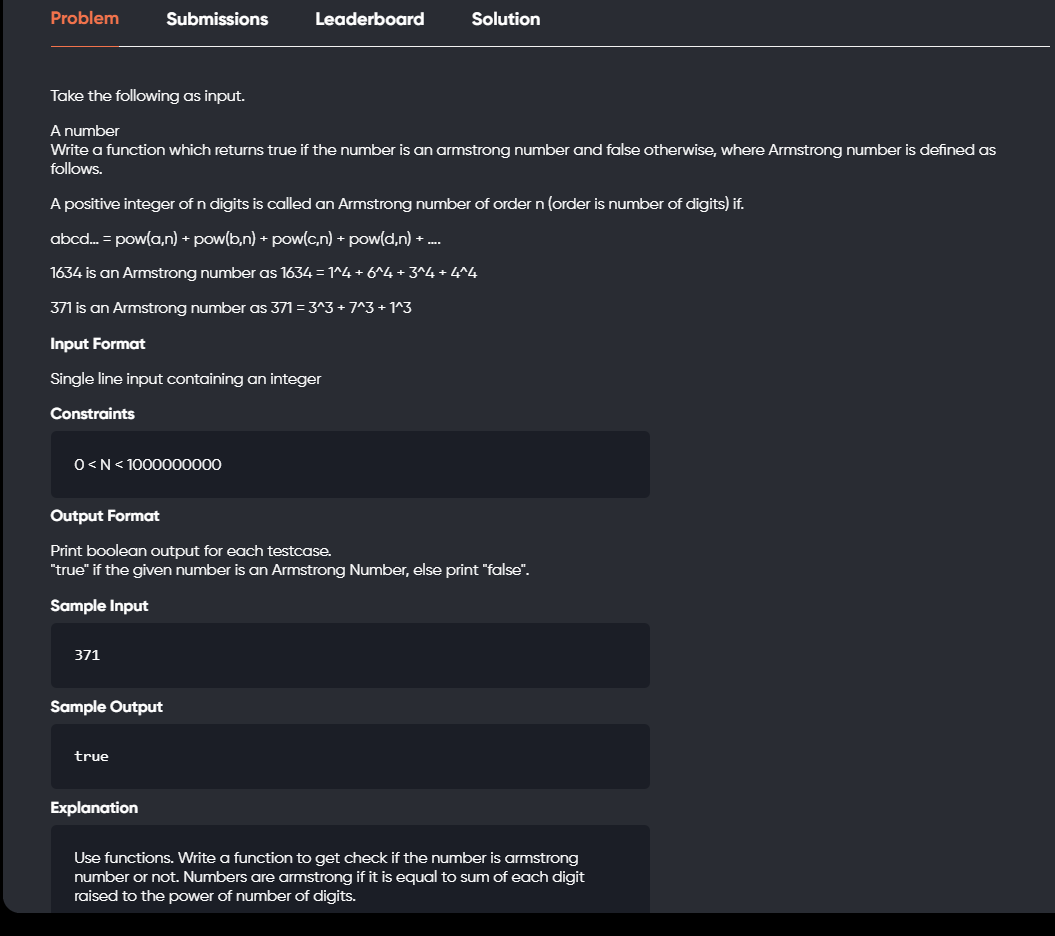 Problem Submissions Leaderboard Solution
Take the following as input.
A number
Write a function which returns true if the number is an armstrong number and false otherwise, where Armstrong number is defined as
follows.
A positive integer of n digits is called an Armstrong number of order n (order is number of digits) if.
abcd... = pow(a,n) + pow(b,n) + pow(c,n) + pow(d,n) + ....
1634 is an Armstrong number as 1634 = 1^4 + 6^4 + 3^4 + 4^4
371 is an Armstrong number as 371 = 3^3 + 7^3 + 1^3
Input Format
Single line input containing an integer
Constraints
0 < N < 1000000000
Output Format
Print boolean output for each testcase.
"true" if the given number is an Armstrong Number, else print "false".
Sample Input
371
Sample Output
true
Explanation
Use functions. Write a function to get check if the number is armstrong
number or not. Numbers are armstrong if it is equal to sum of each digit
raised to the power of number of digits.